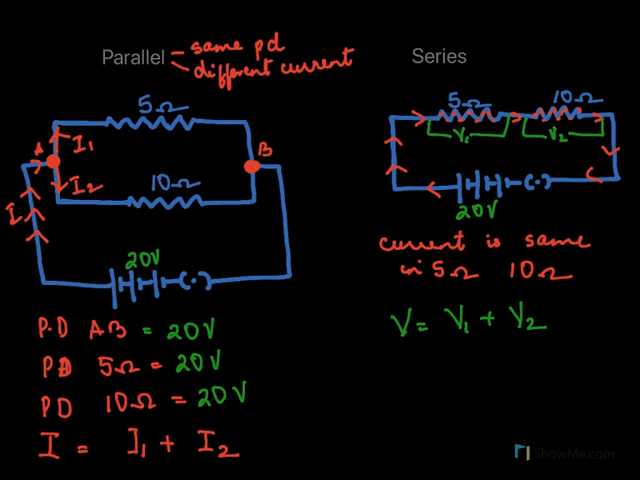 Parallel
same pd
different current
Series
5Ω
A
I₁
B
I₂
10Ω
I
20V
P.D AB = 20V
PD 5Ω = 20V
PD 10Ω = 20V
I = I₁ + I₂
5Ω 10Ω
V₁ V₂
20V
current is same
in 5Ω 10Ω
V = V₁ + V₂
ShowMe.com